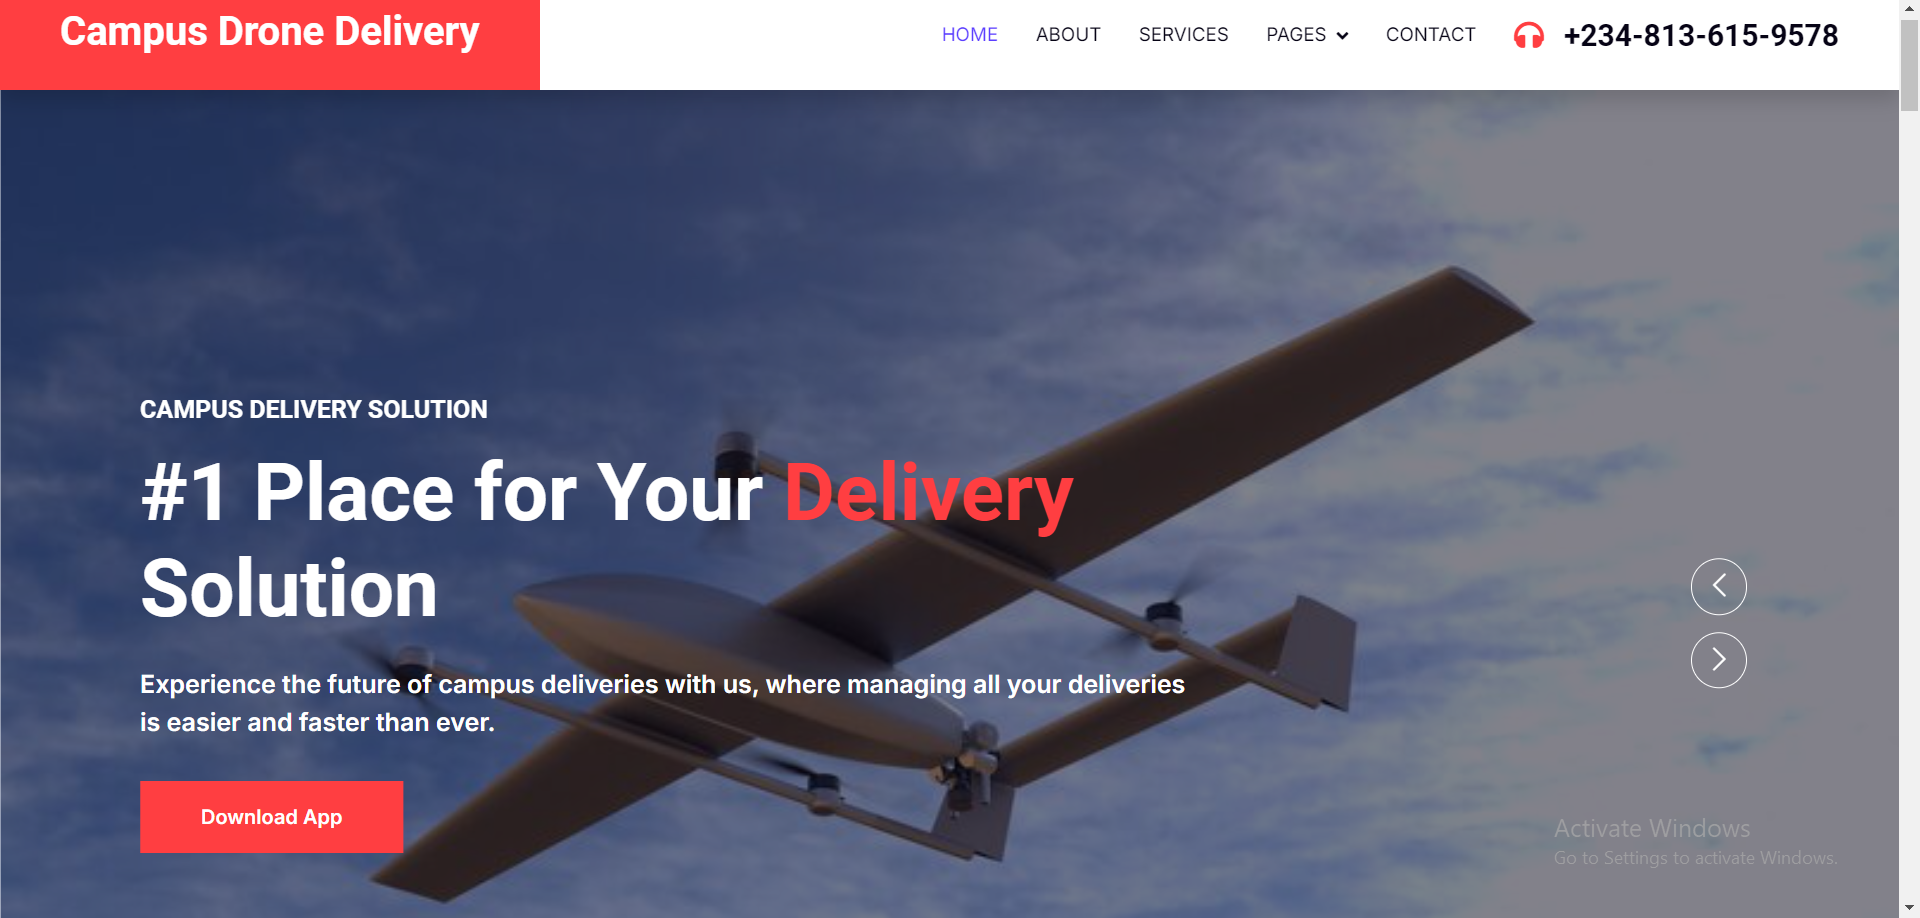 Campus Drone Delivery
HOME ABOUT SERVICES PAGES CONTACT +234-813-615-9578
CAMPUS DELIVERY SOLUTION
#1 Place for Your Delivery
Solution
Experience the future of campus deliveries with us, where managing all your deliveries
is easier and faster than ever.
Download App
Activate Windows
Go to Settings to activate Windows.